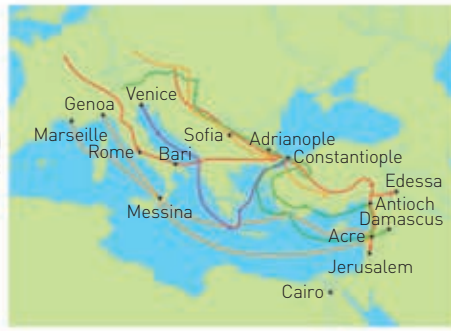 Venice
Genoa
Marseille
Sofia
Adrianople
Rome
Bari
Constantiople
Edessa
Messina
Antioch
Damascus
Acre
Jerusalem
Cairo